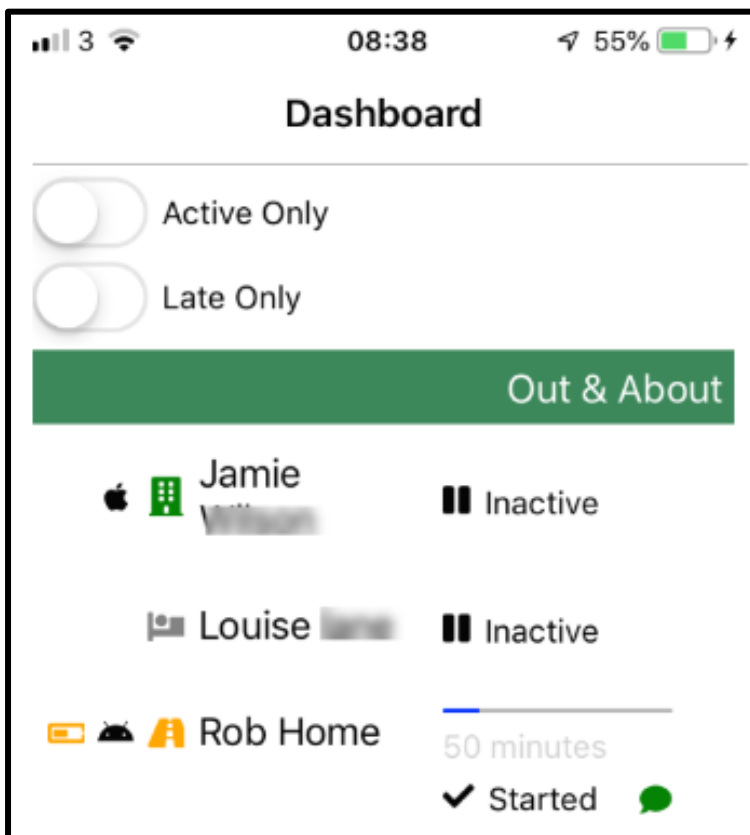 3 08:38 55%
Dashboard
Active Only
Late Only
Out & About
Jamie
Inactive
Louise Inactive
Rob Home
50 minutes
Started